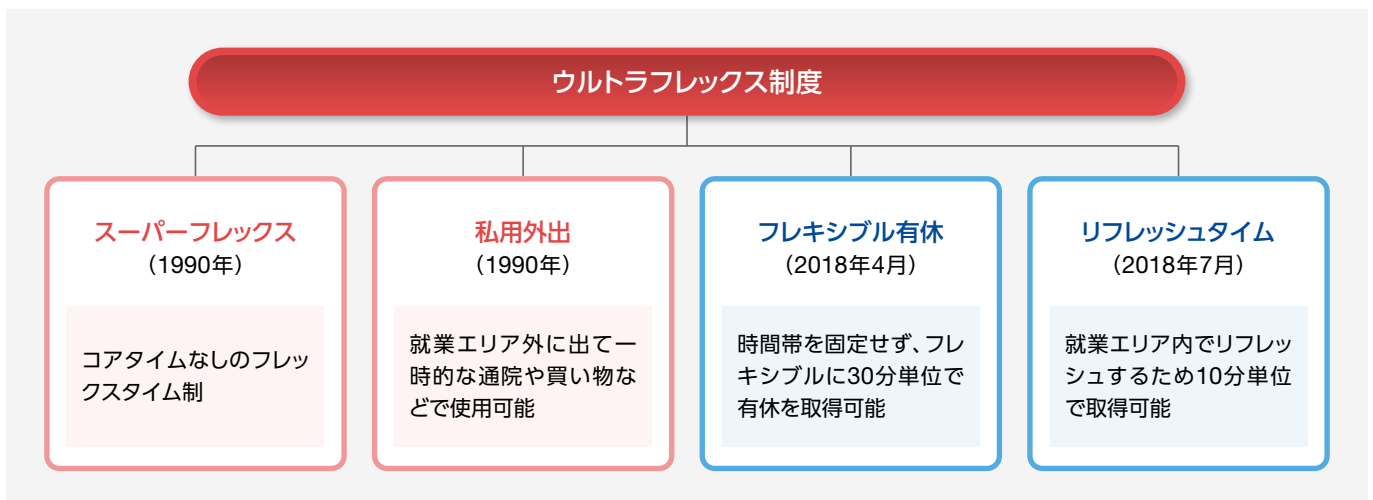 ウルトラフレックス制度
スーパーフレックス
（1990年）
コアタイムなしのフレッ
クスタイム制
私用外出
（1990年）
就業エリア外に出て一
時的な通院や買い物な
どで使用可能
フレキシブル有休
（2018年4月）
時間帯を固定せず、フレ
キシブルに30分単位で
有休を取得可能
リフレッシュタイム
（2018年7月）
就業エリア内でリフレッ
シュするため10分単位
で取得可能